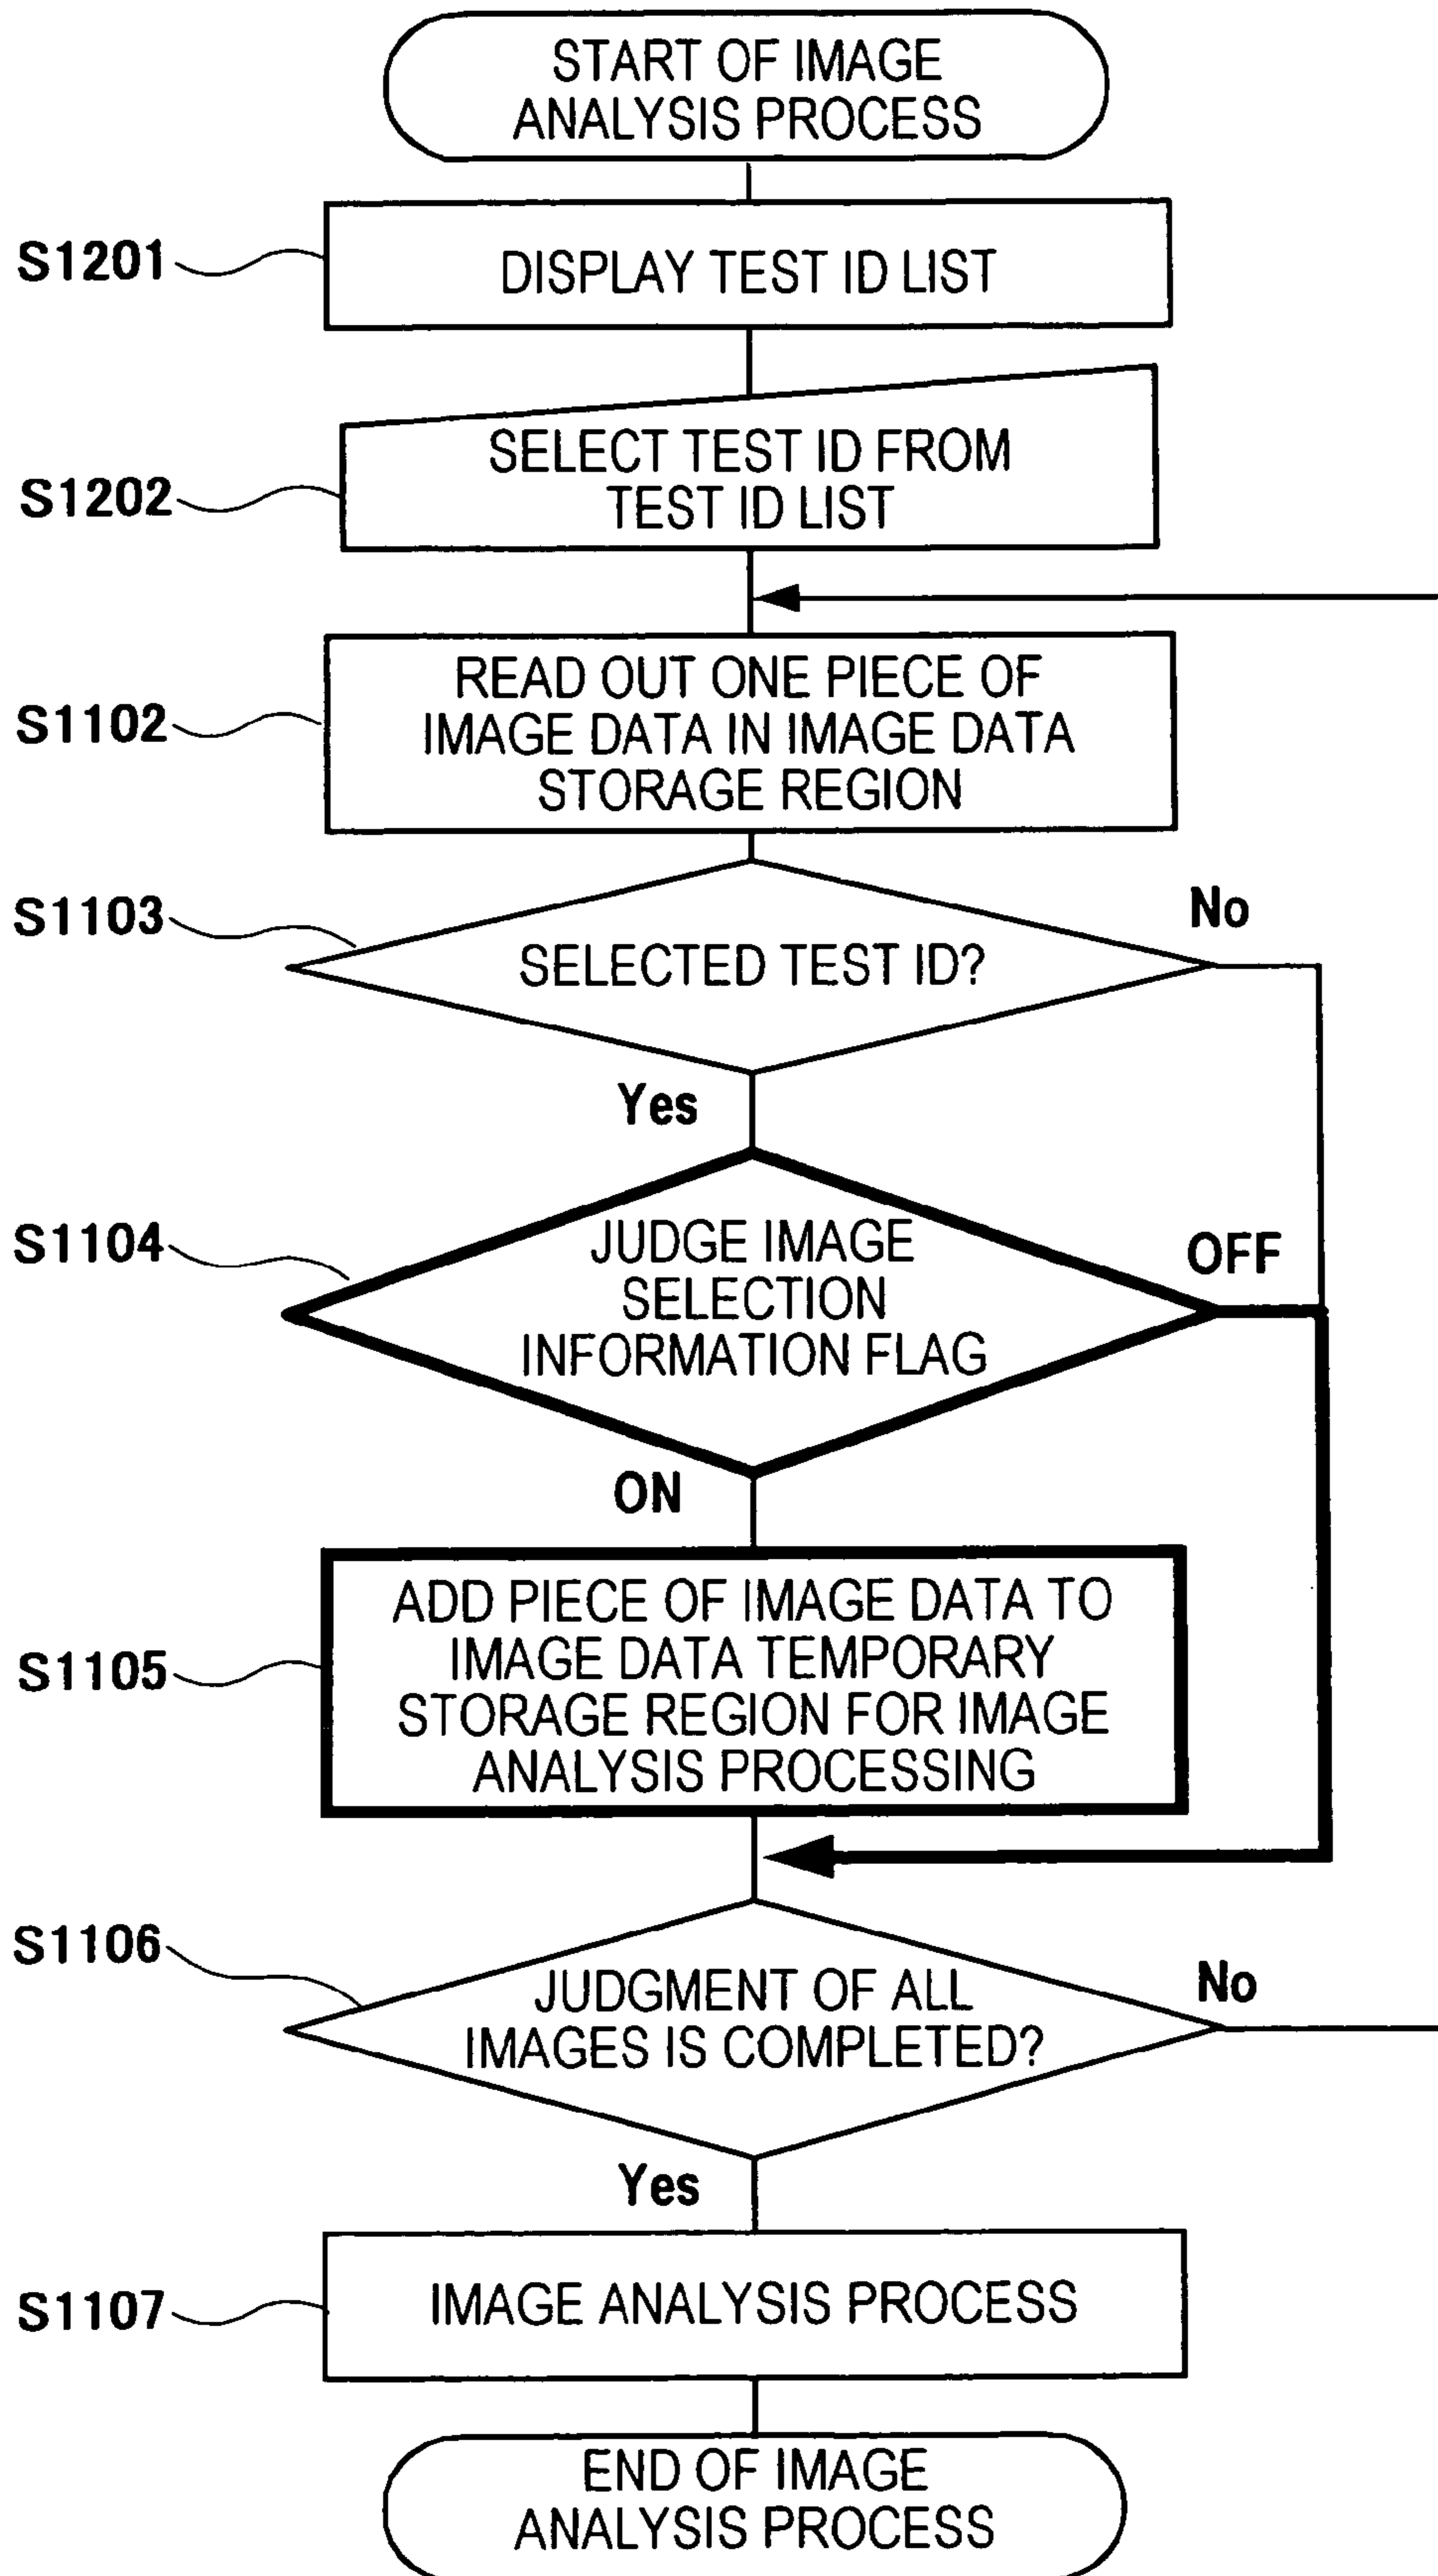 START OF IMAGE
ANALYSIS PROCESS
S1201
DISPLAY TEST ID LIST
S1202
SELECT TEST ID FROM
TEST ID LIST
S1102
READ OUT ONE PIECE OF
IMAGE DATA IN IMAGE DATA
STORAGE REGION
S1103
SELECTED TEST ID?
No
Yes
S1104
JUDGE IMAGE
SELECTION
INFORMATION FLAG
OFF
ON
S1105
ADD PIECE OF IMAGE DATA TO
IMAGE DATA TEMPORARY
STORAGE REGION FOR IMAGE
ANALYSIS PROCESSING
S1106
JUDGMENT OF ALL
IMAGES IS COMPLETED?
No
Yes
S1107
IMAGE ANALYSIS PROCESS
END OF IMAGE
ANALYSIS PROCESS